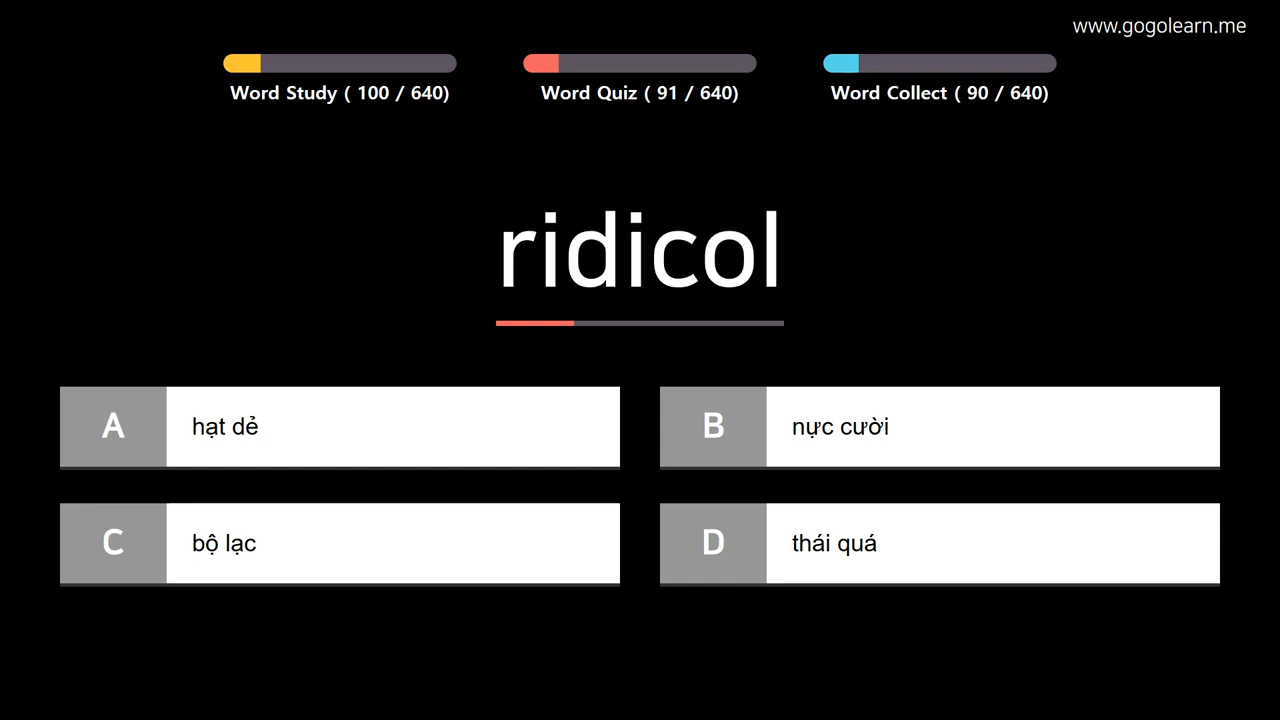 www.gogolearn.me
Word Study ( 100 / 640)
Word Quiz ( 91 / 640)
Word Collect ( 90 / 640)
ridicol
A hạt dẻ
B nực cười
C bộ lạc
D thái quá